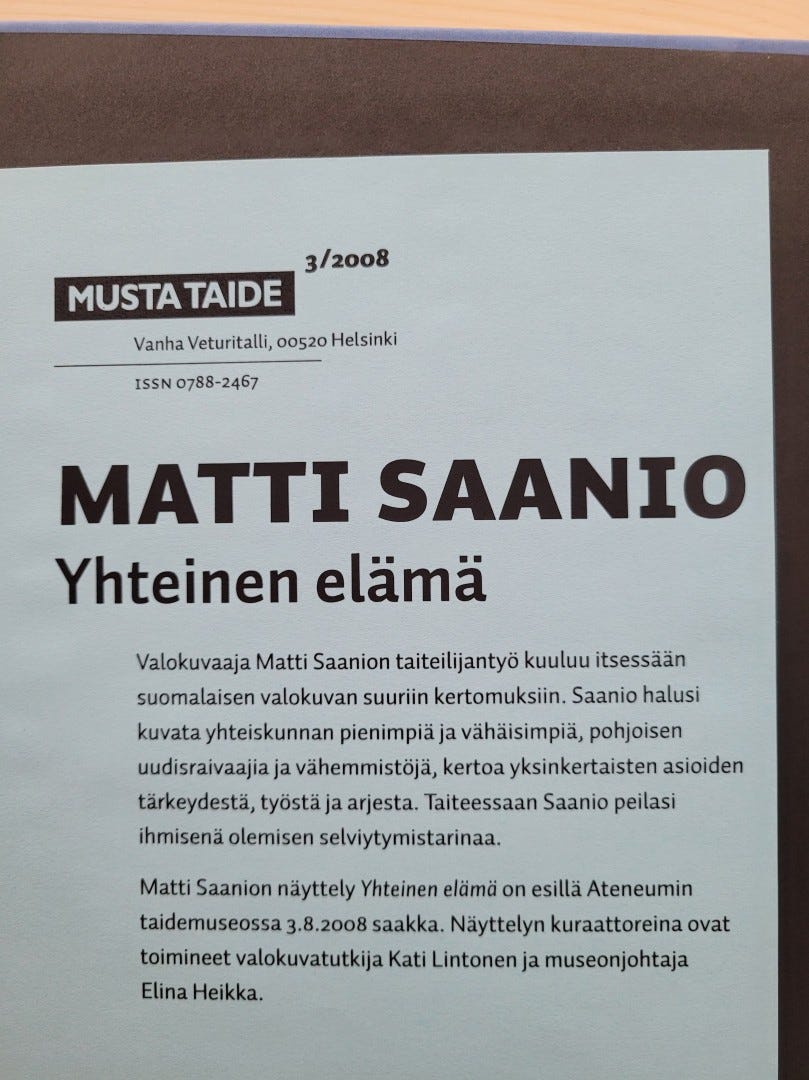 3/2008
MUSTA TAIDE
Vanha Veturitalli, 00520 Helsinki
ISSN 0788-2467
MATTI SAANIO
Yhteinen elämä
Valokuvaaja Matti Saanion taiteilijantyö kuuluu itsessään
suomalaisen valokuvan suuriin kertomuksiin. Saanio halusi
kuvata yhteiskunnan pienimpiä ja vähäisimpiä, pohjoisen
uudisraivaajia ja vähemmistöjä, kertoa yksinkertaisten asioiden
tärkeydestä, työstä ja arjesta. Taiteessaan Saanio peilasi
ihmisenä olemisen selviytymistarinaa.
Matti Saanion näyttely Yhteinen elämä on esillä Ateneumin
taidemuseossa 3.8.2008 saakka. Näyttelyn kuraattoreina ovat
toimineet valokuvatutkija Kati Lintonen ja museonjohtaja
Elina Heikka.